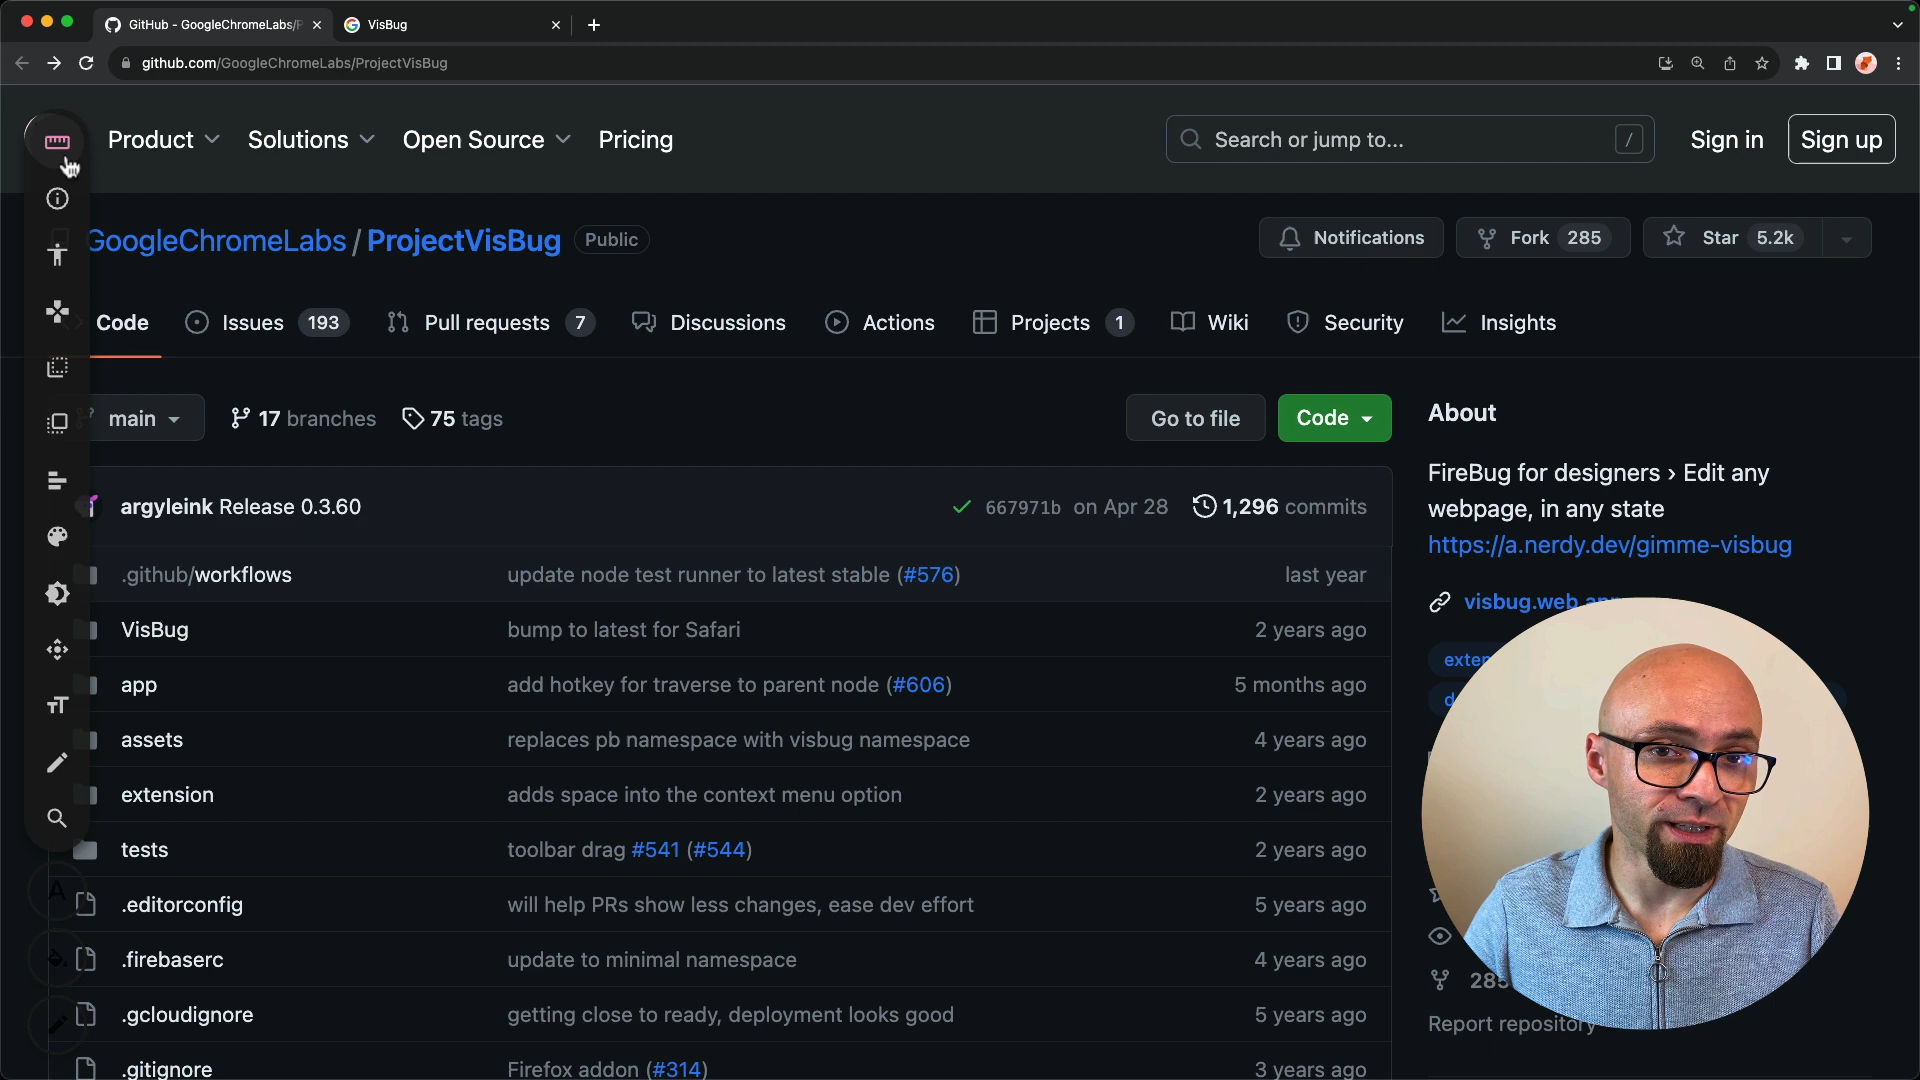 GitHub - GoogleChromeLabs/P
VisBug
github.com/GoogleChromeLabs/ProjectVisBug
Product
Solutions
Open Source
Pricing
Search or jump to...
/
Sign in
Sign up
GoogleChromeLabs / ProjectVisBug
Public
Notifications
Fork 285
Star 5.2k
Code
Issues 193
Pull requests 7
Discussions
Actions
Projects 1
Wiki
Security
Insights
main
17 branches
75 tags
Go to file
Code
argyleink Release 0.3.60
667971b on Apr 28
1,296 commits
.github/workflows
update node test runner to latest stable (#576)
last year
VisBug
bump to latest for Safari
2 years ago
app
add hotkey for traverse to parent node (#606)
5 months ago
assets
replaces pb namespace with visbug namespace
4 years ago
extension
adds space into the context menu option
2 years ago
tests
toolbar drag #541 (#544)
2 years ago
.editorconfig
will help PRs show less changes, ease dev effort
5 years ago
.firebaserc
update to minimal namespace
4 years ago
.gcloudignore
getting close to ready, deployment looks good
5 years ago
.gitignore
Firefox addon (#314)
3 years ago
About
FireBug for designers › Edit any
webpage, in any state
https://a.nerdy.dev/gimme-visbug
visbug.web.app
285
Report repository